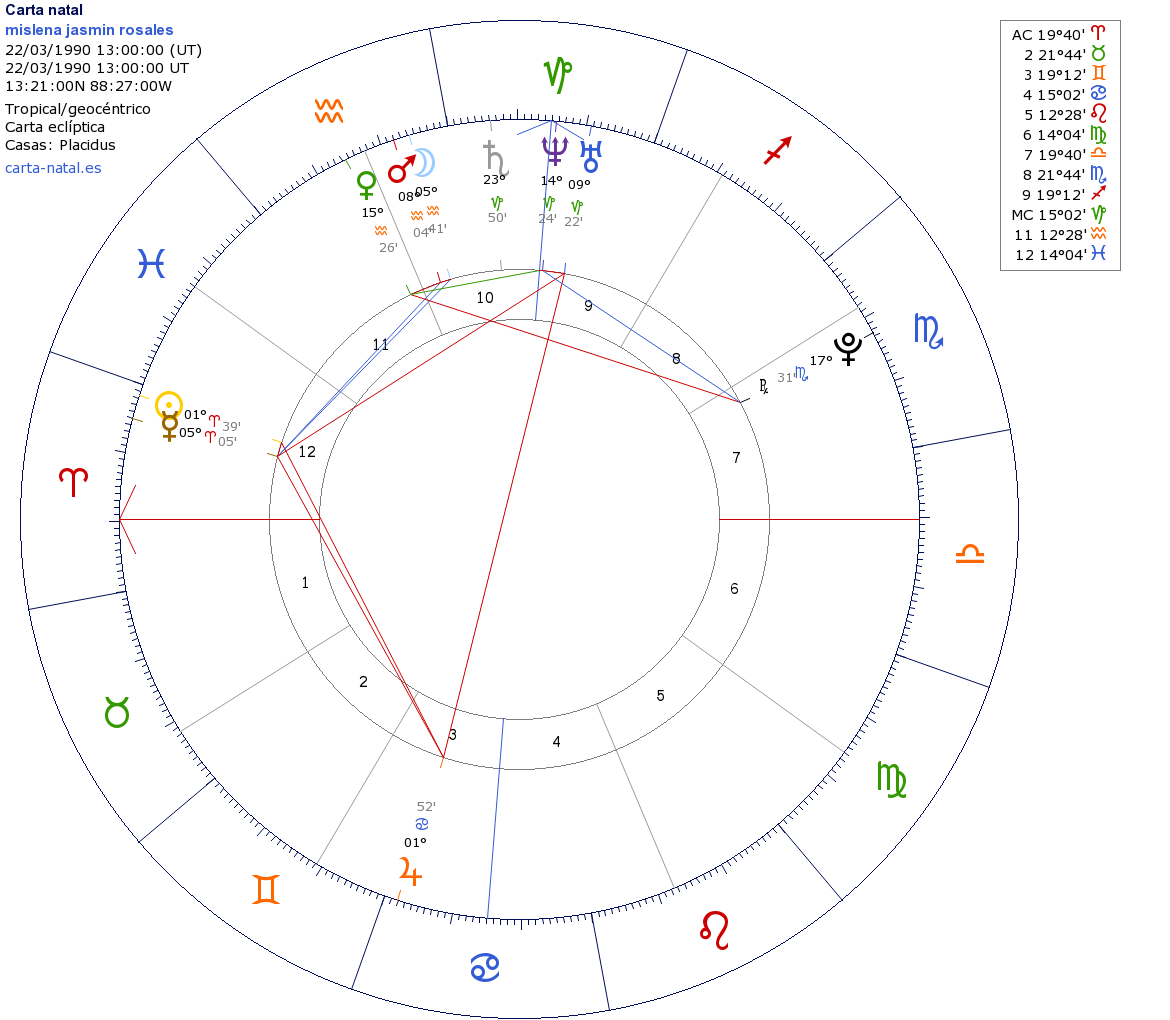 Carta natal
mislena jasmin rosales
22/03/1990 13:00:00 (UT)
22/03/1990 13:00:00 UT
13:21:00N 88:27:00W
Tropical/geocéntrico
Carta eclíptica
Casas: Placidus
carta-natal.es
AC 19°40' ♈
2 21°44' ♉
3 19°12' ♊
4 15°02' ♋
5 12°28' ♌
6 14°04' ♍
7 19°40' ♎
8 21°44' ♏
9 19°12' ♐
MC 15°02' ♑
11 12°28' ♒
12 14°04' ♓
♑
♒
♐
♀ 15° ♒ 26'
♂ 08° ♒ 04'
☽ 05° ♒ 41'
♄ 23° ♑ 50'
♆ 14° ♑ 24'
♅ 09° ♑ 22'
♓
♏
♇ 17° ♏ 31' ℞
☉ 01° ♈ 39'
☿ 05° ♈ 05'
10
9
11
8
12
7
♈
♎
1
6
2
5
3
4
♉
♍
52'
♋
01°
♃
♊
♌
♋